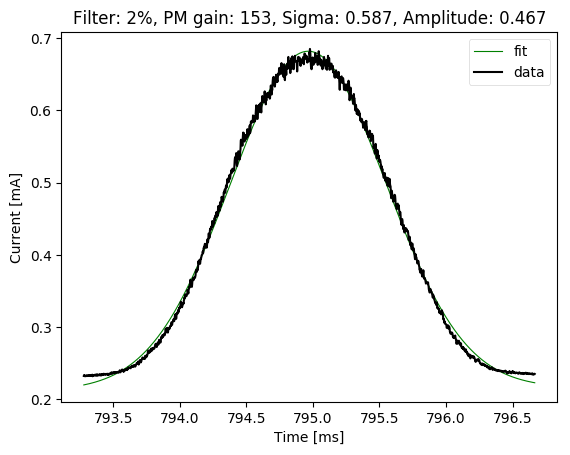 Filter: 2%, PM gain: 153, Sigma: 0.587, Amplitude: 0.467
0.7
0.6
0.5
0.4
0.3
0.2
Current [mA]
fit
data
793.5 794.0 794.5 795.0 795.5 796.0 796.5
Time [ms]